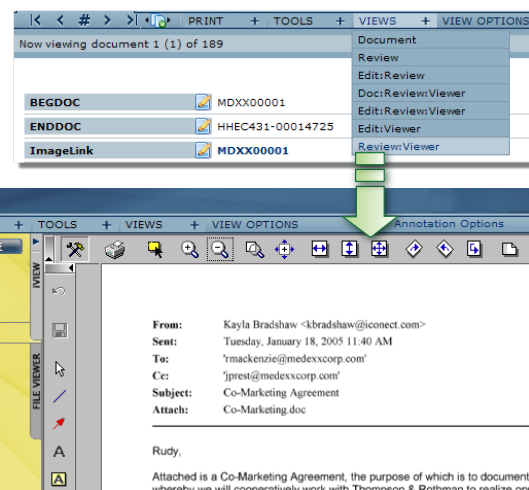 |< < # > >| PRINT + TOOLS + VIEWS + VIEW OPTIONS
Now viewing document 1 (1) of 189
Document
Review
Edit:Review
Doc:Review:Viewer
Edit:Review:Viewer
Edit:Viewer
Review:Viewer
BEGDOC MDXX00001
ENDDOC HHEC431-00014725
ImageLink MDXX00001
+ TOOLS + VIEWS + VIEW OPTIONS Annotation Options
IVIEW
FILE VIEWER
A
A
From: Kayla Bradshaw <kbradshaw@iconect.com>
Sent: Tuesday, January 18, 2005 11:40 AM
To: 'rmackenzie@medexxcorp.com'
Cc: 'jprest@medexxcorp.com'
Subject: Co-Marketing Agreement
Attach: Co-Marketing.doc
Rudy,
Attached is a Co-Marketing Agreement, the purpose of which is to document
whereby we will cooperatively work with Thompson & Rothman to realize